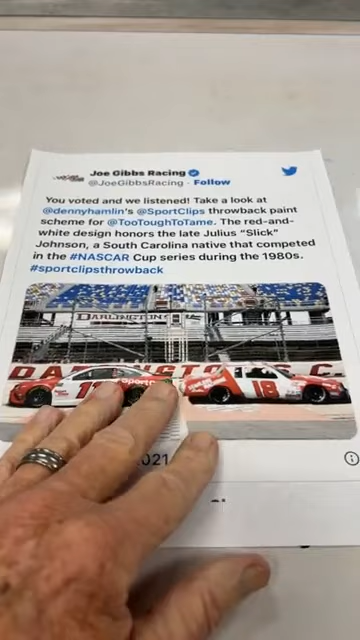 Joe Gibbs Racing
@JoeGibbsRacing · Follow
You voted and we listened! Take a look at
@dennyhamlin's @SportClips throwback paint
scheme for @TooToughToTame. The red-and-
white design honors the late Julius “Slick”
Johnson, a South Carolina native that competed
in the #NASCAR Cup series during the 1980s.
#sportclipsthrowback
DARLINGTON
DARLINGTON
11
18
2021